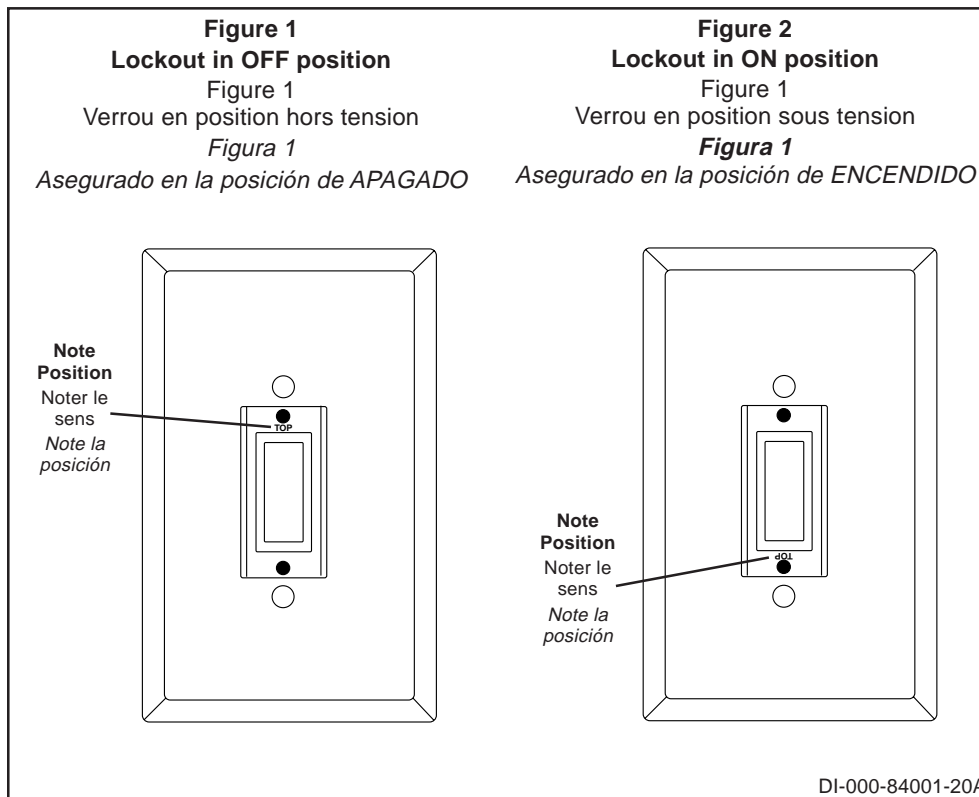 Figure 1
Lockout in OFF position
Figure 1
Verrou en position hors tension
Figura 1
Asegurado en la posición de APAGADO
Note
Position
Noter le
sens
Note la
posición
TOP
Figure 2
Lockout in ON position
Figure 1
Verrou en position sous tension
Figura 1
Asegurado en la posición de ENCENDIDO
Note
Position
Noter le
sens
Note la
posición
TOP
DI-000-84001-20A